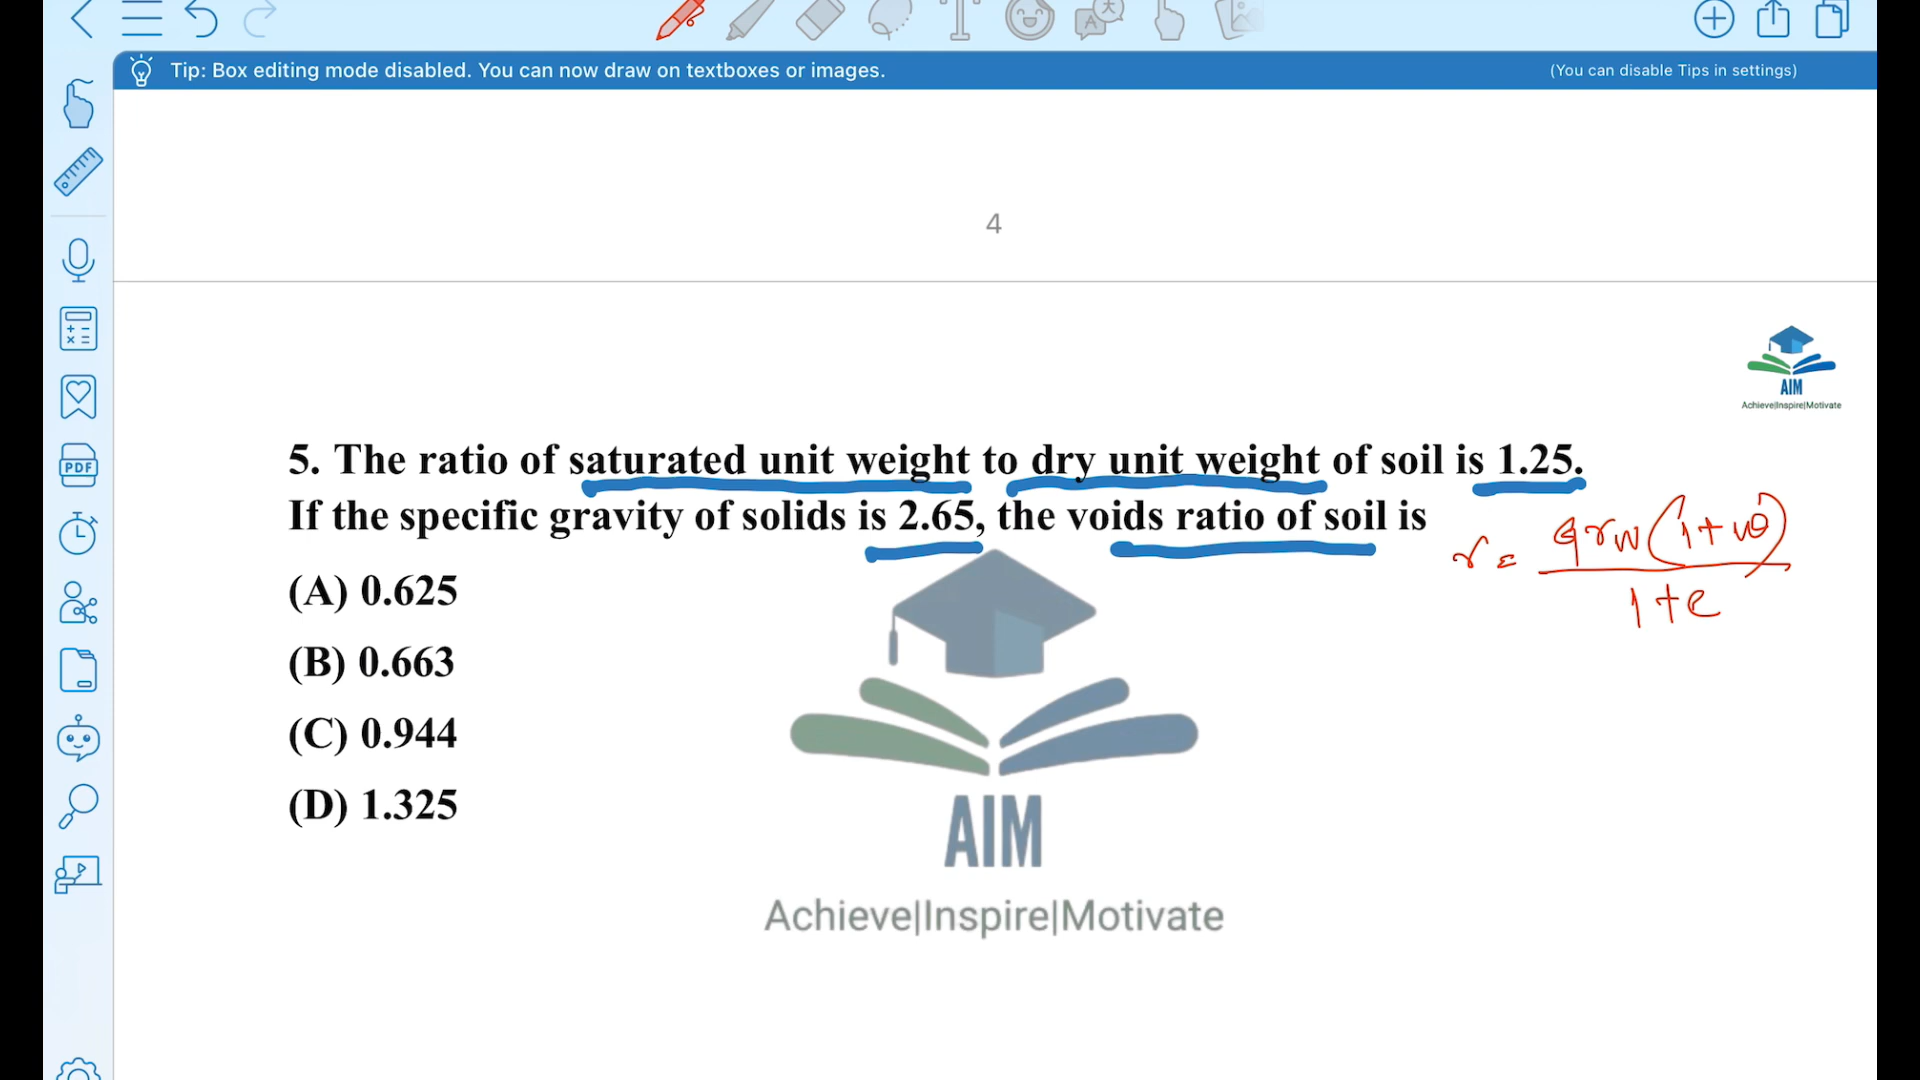 Tip: Box editing mode disabled. You can now draw on textboxes or images.
(You can disable Tips in settings)
PDF
4
AIM
Achieve|Inspire|Motivate
5. The ratio of saturated unit weight to dry unit weight of soil is 1.25.
If the specific gravity of solids is 2.65, the voids ratio of soil is
γ = Gγw(1+w)
1+e
(A) 0.625
(B) 0.663
(C) 0.944
(D) 1.325
AIM
Achieve|Inspire|Motivate